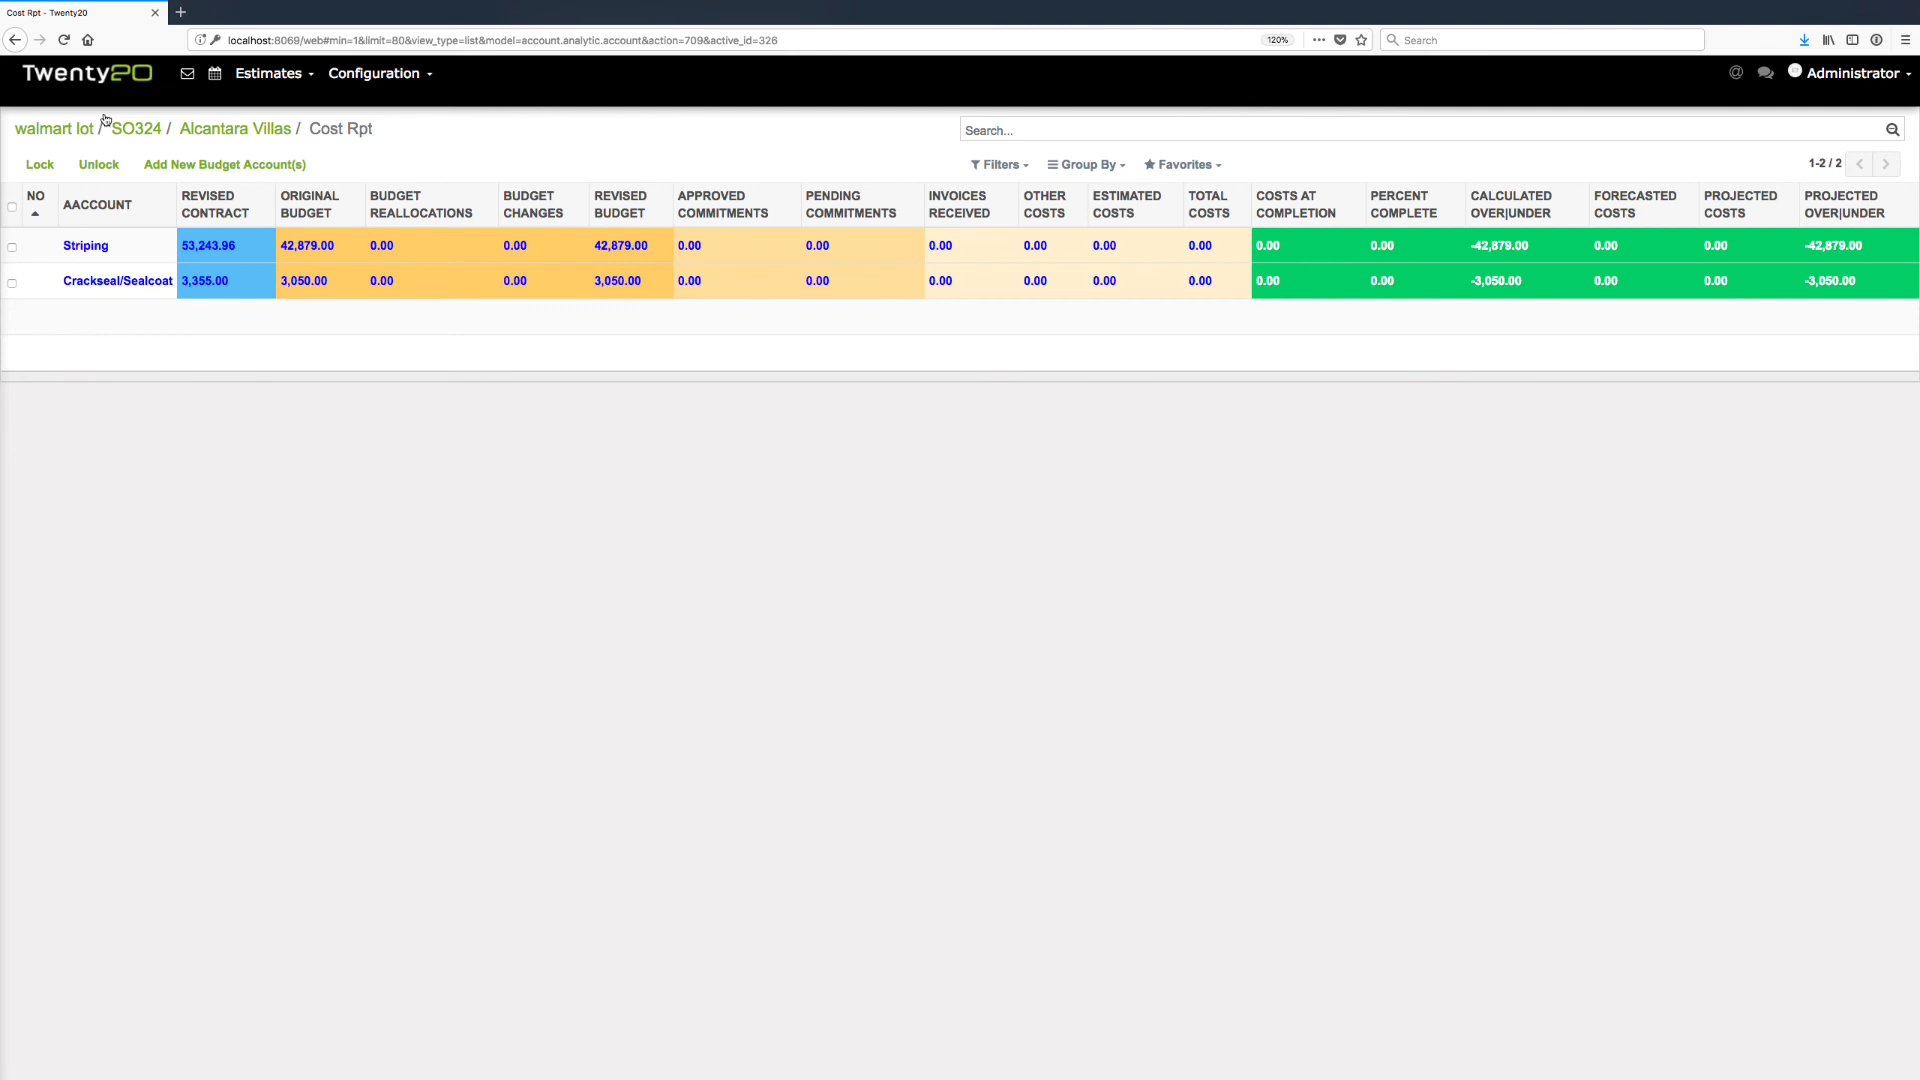 Cost Rpt - Twenty20
localhost:8069/web#min=1&limit=80&view_type=list&model=account.analytic.account&action=709&active_id=326
120%
Search
Twenty20
Estimates
Configuration
Administrator
walmart lot / SO324 / Alcantara Villas / Cost Rpt
Search...
Lock Unlock Add New Budget Account(s)
Filters Group By Favorites
1-2 / 2
NO AACCOUNT REVISED CONTRACT ORIGINAL BUDGET BUDGET REALLOCATIONS BUDGET CHANGES REVISED BUDGET APPROVED COMMITMENTS PENDING COMMITMENTS INVOICES RECEIVED OTHER COSTS ESTIMATED COSTS TOTAL COSTS COSTS AT COMPLETION PERCENT COMPLETE CALCULATED OVER|UNDER FORECASTED COSTS PROJECTED COSTS PROJECTED OVER|UNDER
Striping 53,243.96 42,879.00 0.00 0.00 42,879.00 0.00 0.00 0.00 0.00 0.00 0.00 0.00 0.00 -42,879.00 0.00 0.00 -42,879.00
Crackseal/Sealcoat 3,355.00 3,050.00 0.00 0.00 3,050.00 0.00 0.00 0.00 0.00 0.00 0.00 0.00 0.00 -3,050.00 0.00 0.00 -3,050.00